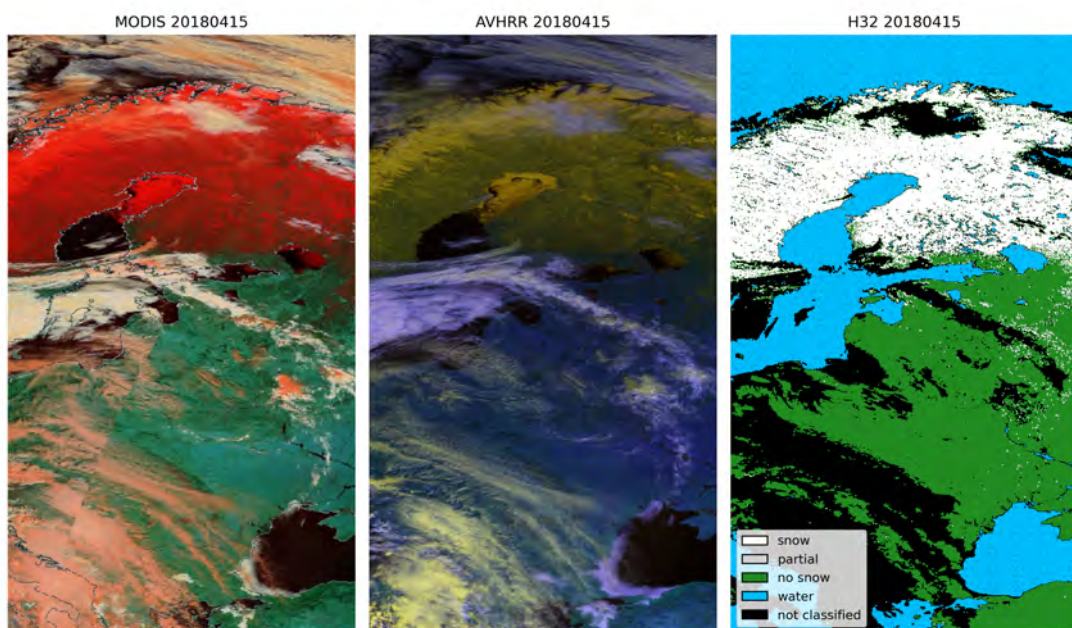 MODIS 20180415
AVHRR 20180415
H32 20180415
snow
partial
no snow
water
not classified